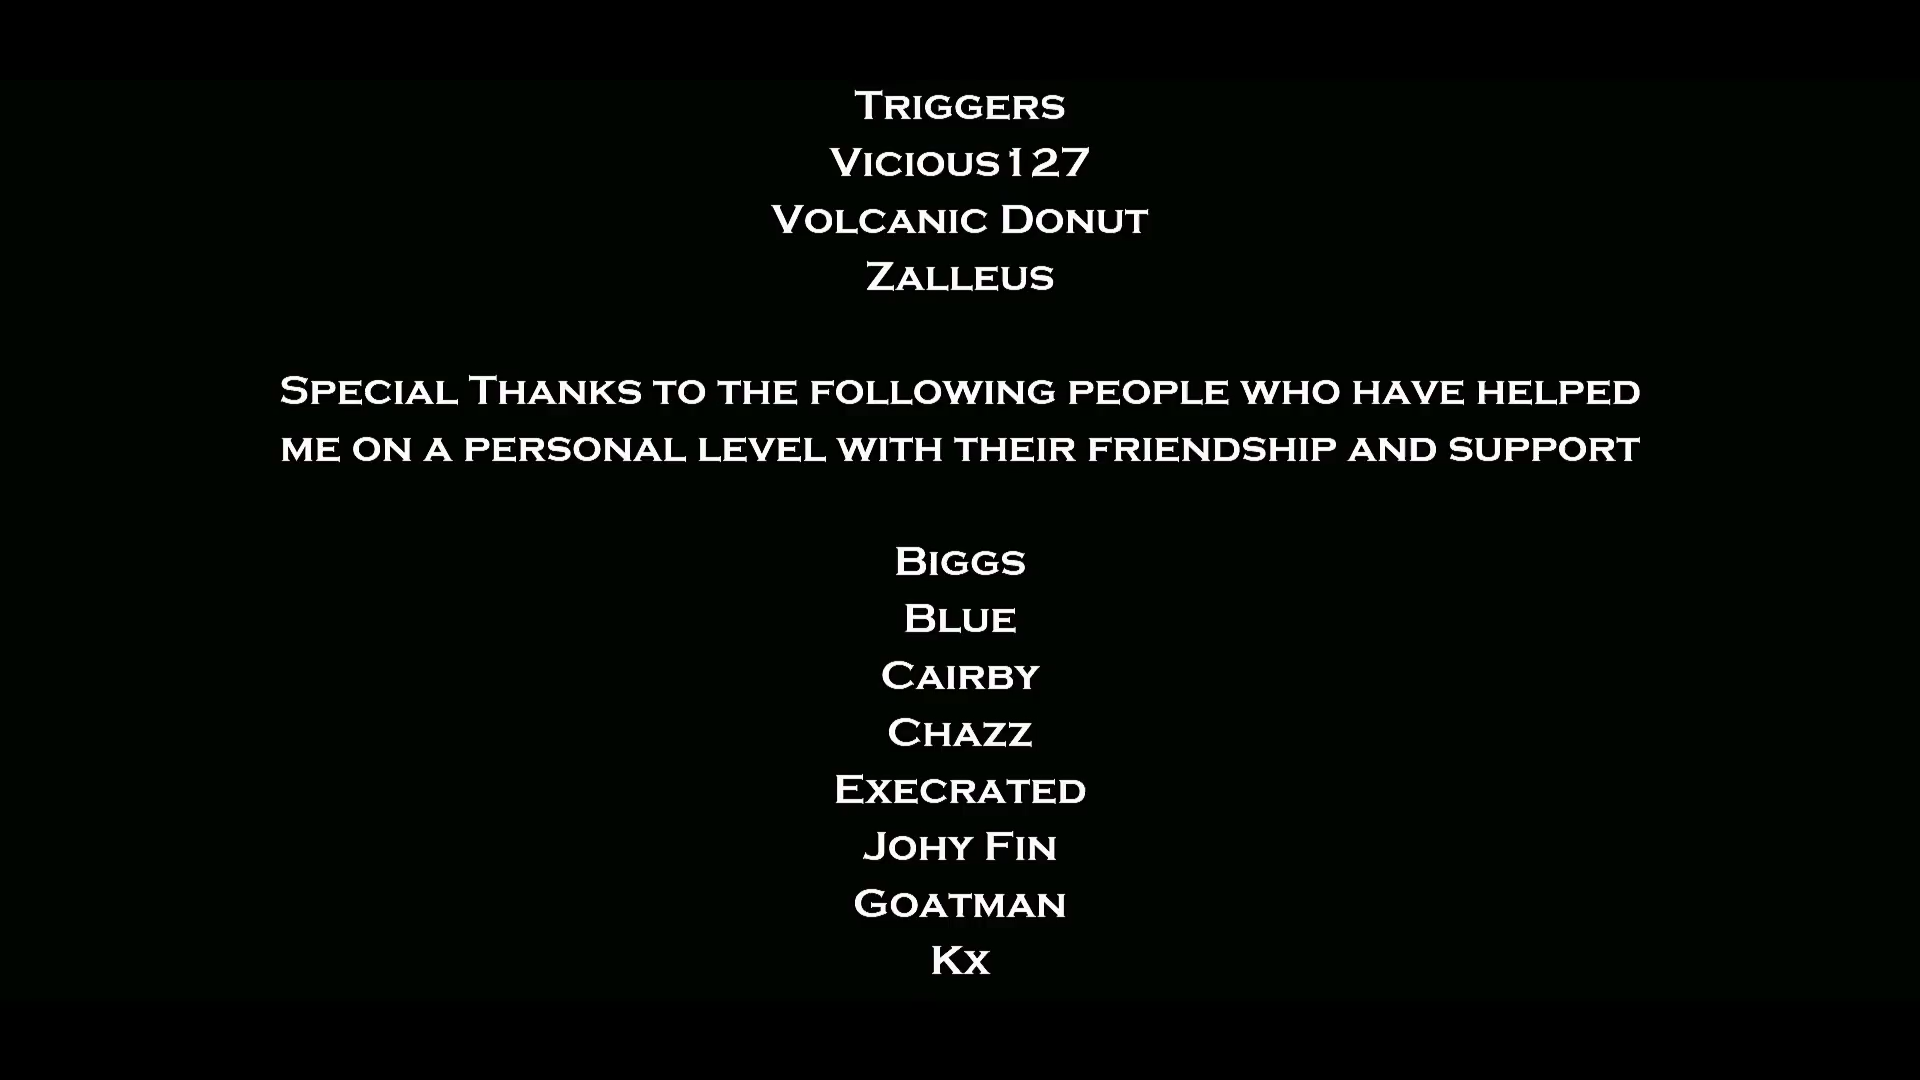 Triggers
Vicious127
Volcanic Donut
Zalleus
Special Thanks to the following people who have helped
me on a personal level with their friendship and support
Biggs
Blue
Cairby
Chazz
Execrated
Johy Fin
Goatman
Kx